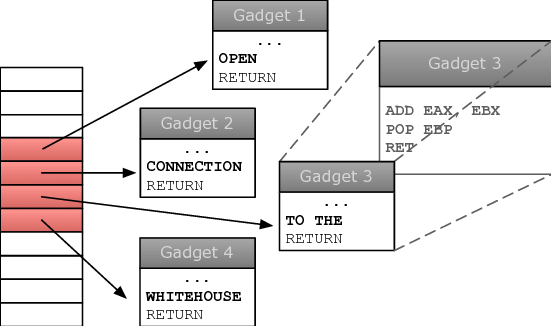 Gadget 1
...
OPEN
RETURN
Gadget 2
...
CONNECTION
RETURN
Gadget 3
...
TO THE
RETURN
Gadget 4
...
WHITEHOUSE
RETURN
Gadget 3
ADD EAX, EBX
POP EBP
RET